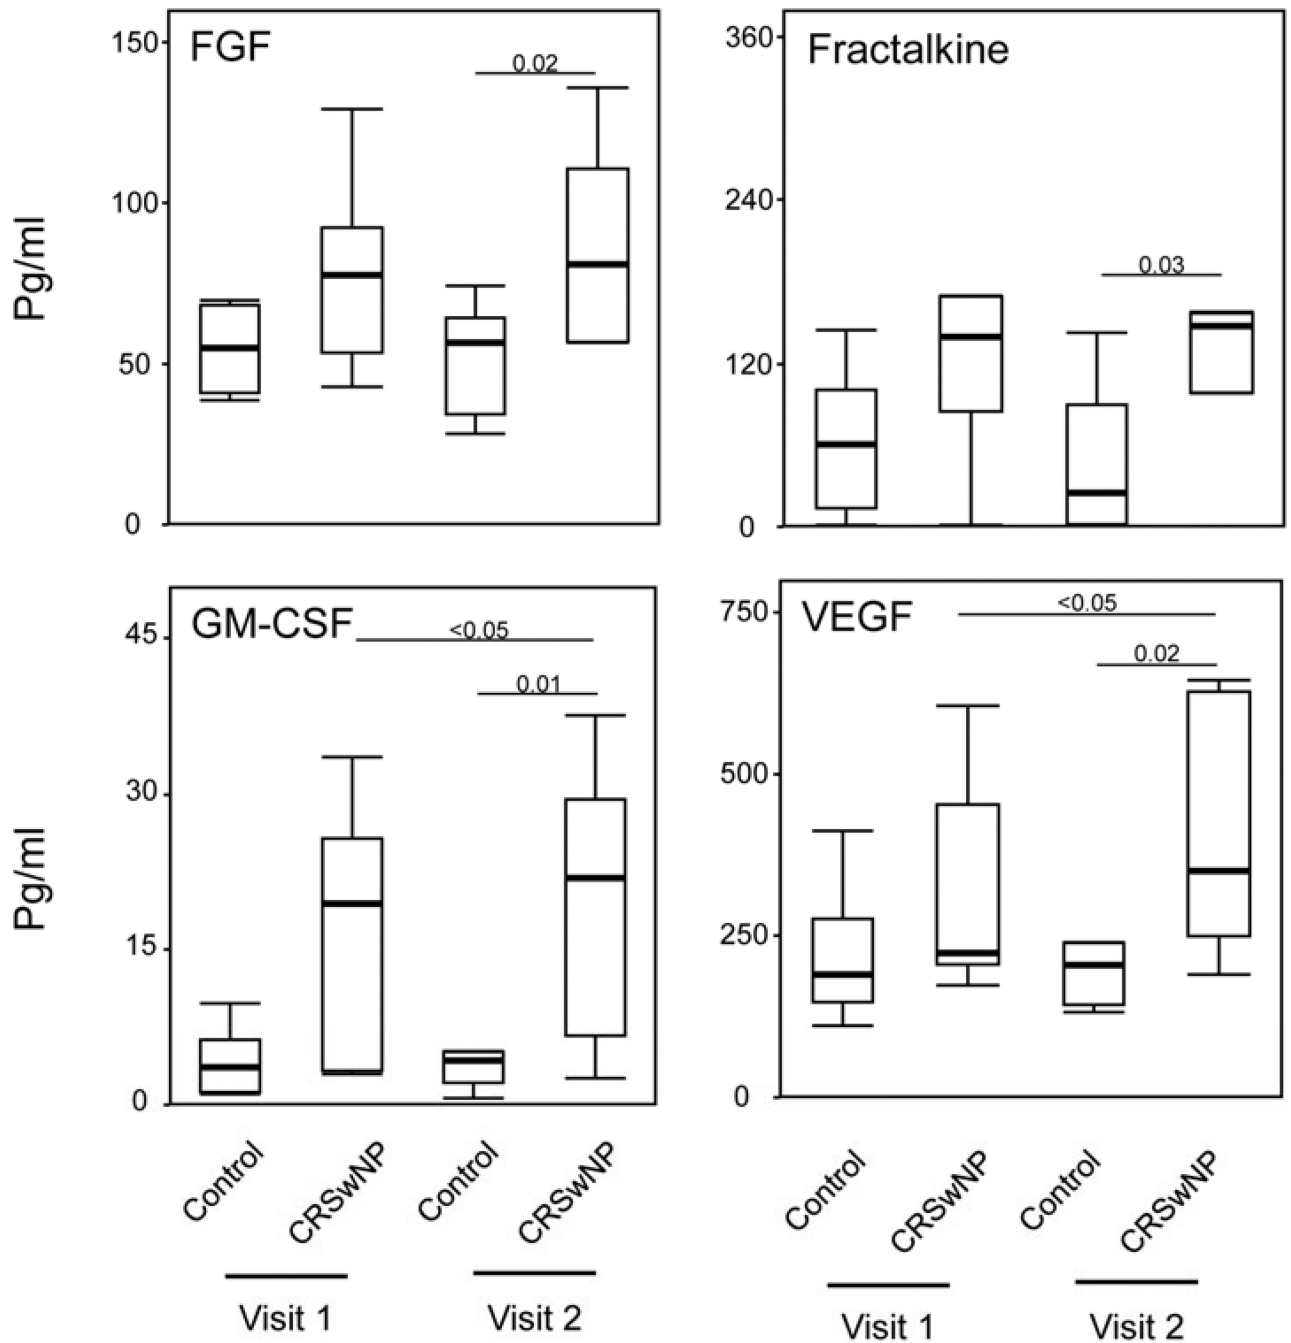 FGF
150
100
50
0
0.02
Pg/ml
Fractalkine
360
240
120
0
0.03
GM-CSF
45
30
15
0
<0.05
0.01
Pg/ml
VEGF
750
500
250
0
<0.05
0.02
Control
CRSwNP
Control
CRSwNP
Visit 1
Visit 2
Control
CRSwNP
Control
CRSwNP
Visit 1
Visit 2